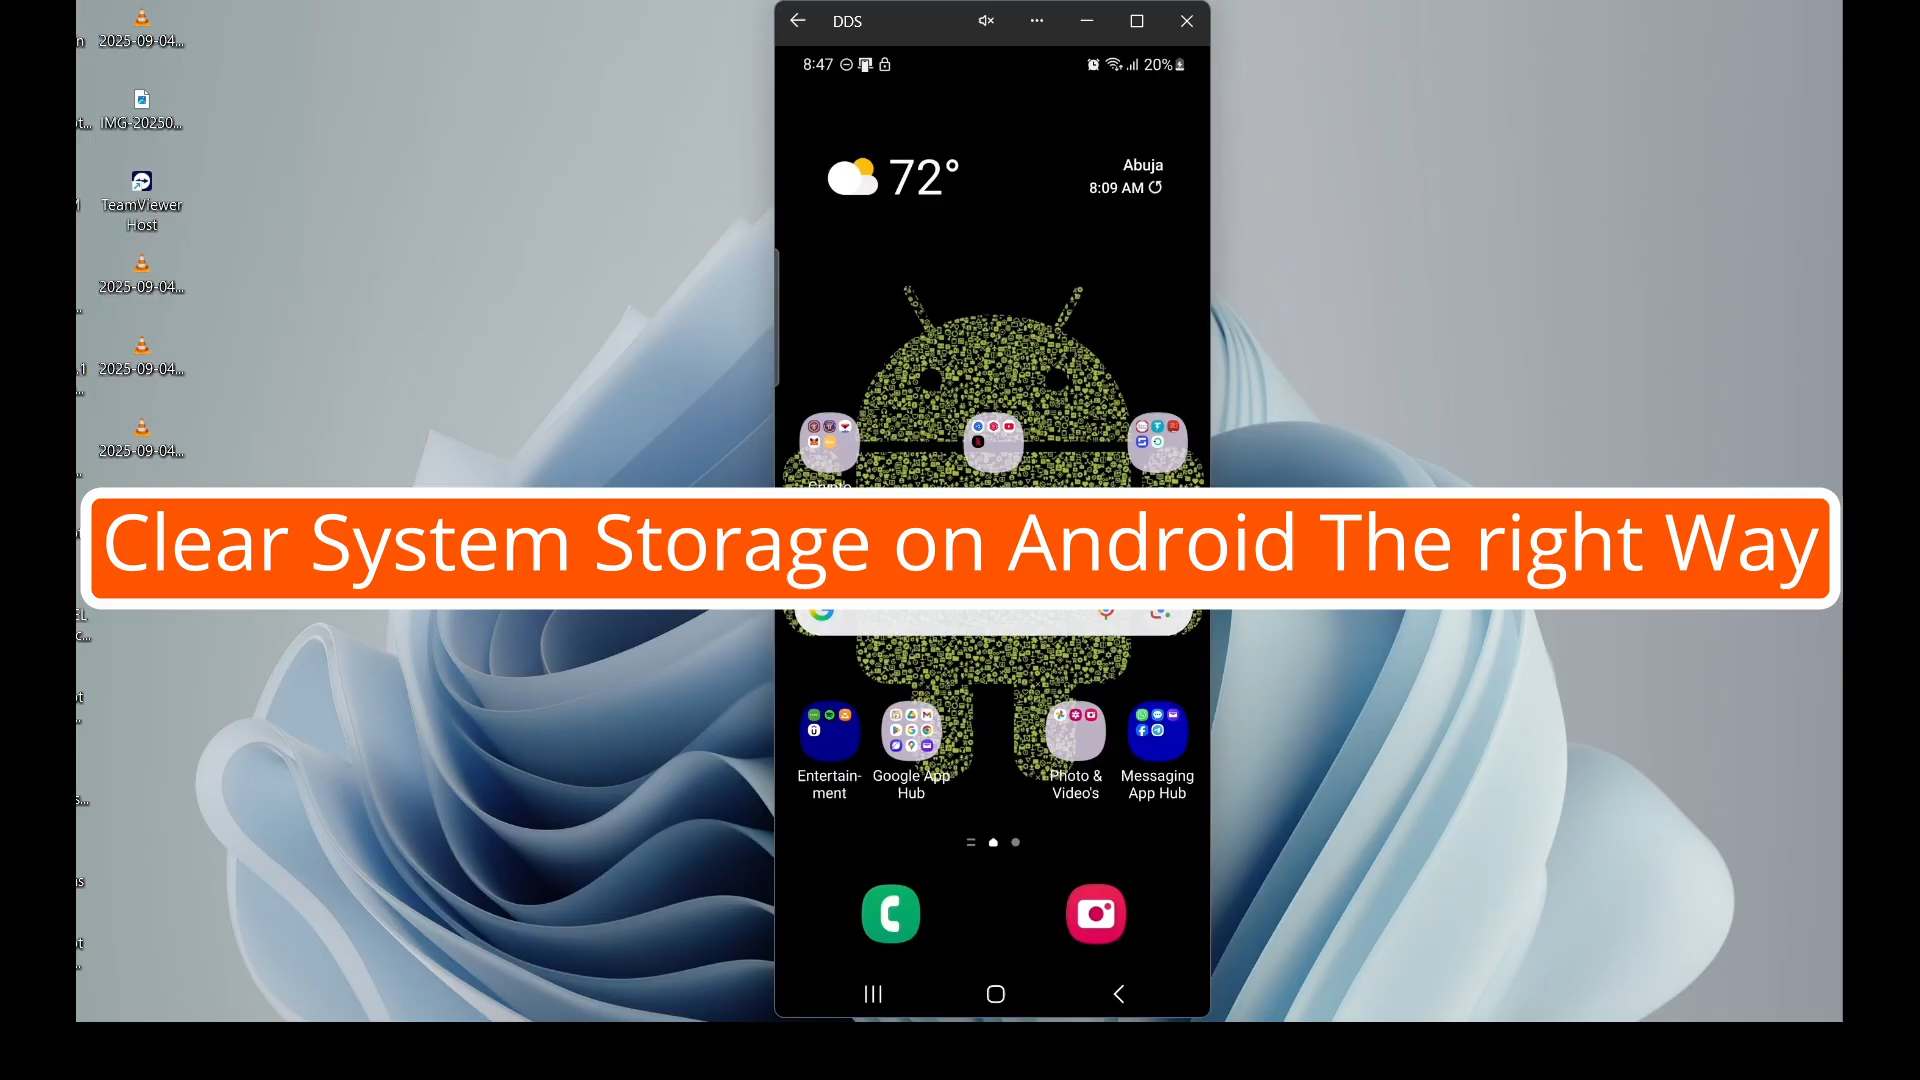 DDS
8:47
20%
2025-09-04...
IMG-20250...
TeamViewer
Host
2025-09-04...
2025-09-04...
2025-09-04...
72°
Abuja
8:09 AM
Clear System Storage on Android The right Way
Entertain-
ment
Google App
Hub
Photo &
Video's
Messaging
App Hub